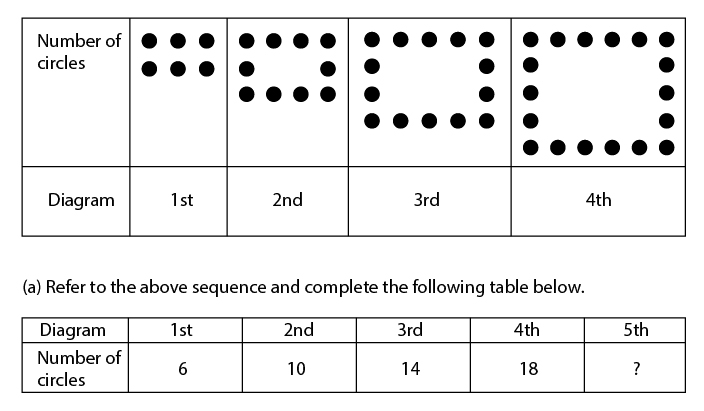 Number of
circles
Diagram 1st 2nd 3rd 4th
(a) Refer to the above sequence and complete the following table below.
Diagram 1st 2nd 3rd 4th 5th
Number of
circles 6 10 14 18 ?